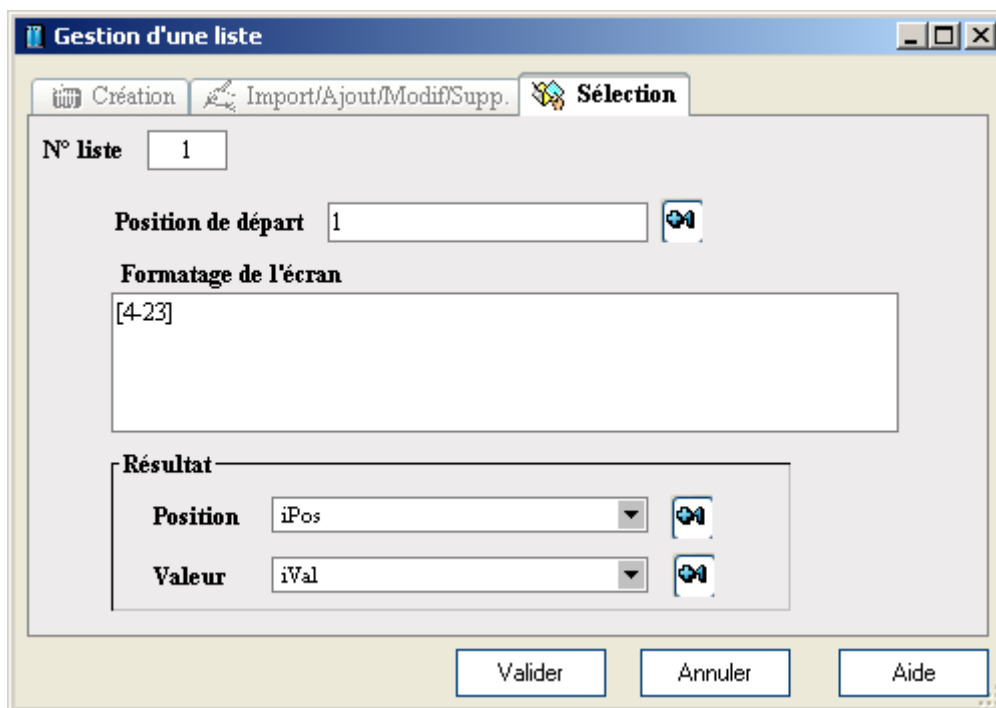 Gestion d'une liste
Création Import/Ajout/Modif/Supp. Sélection
N° liste 1
Position de départ 1
Formatage de l'écran
[4-23]
Résultat
Position iPos
Valeur iVal
Valider Annuler Aide